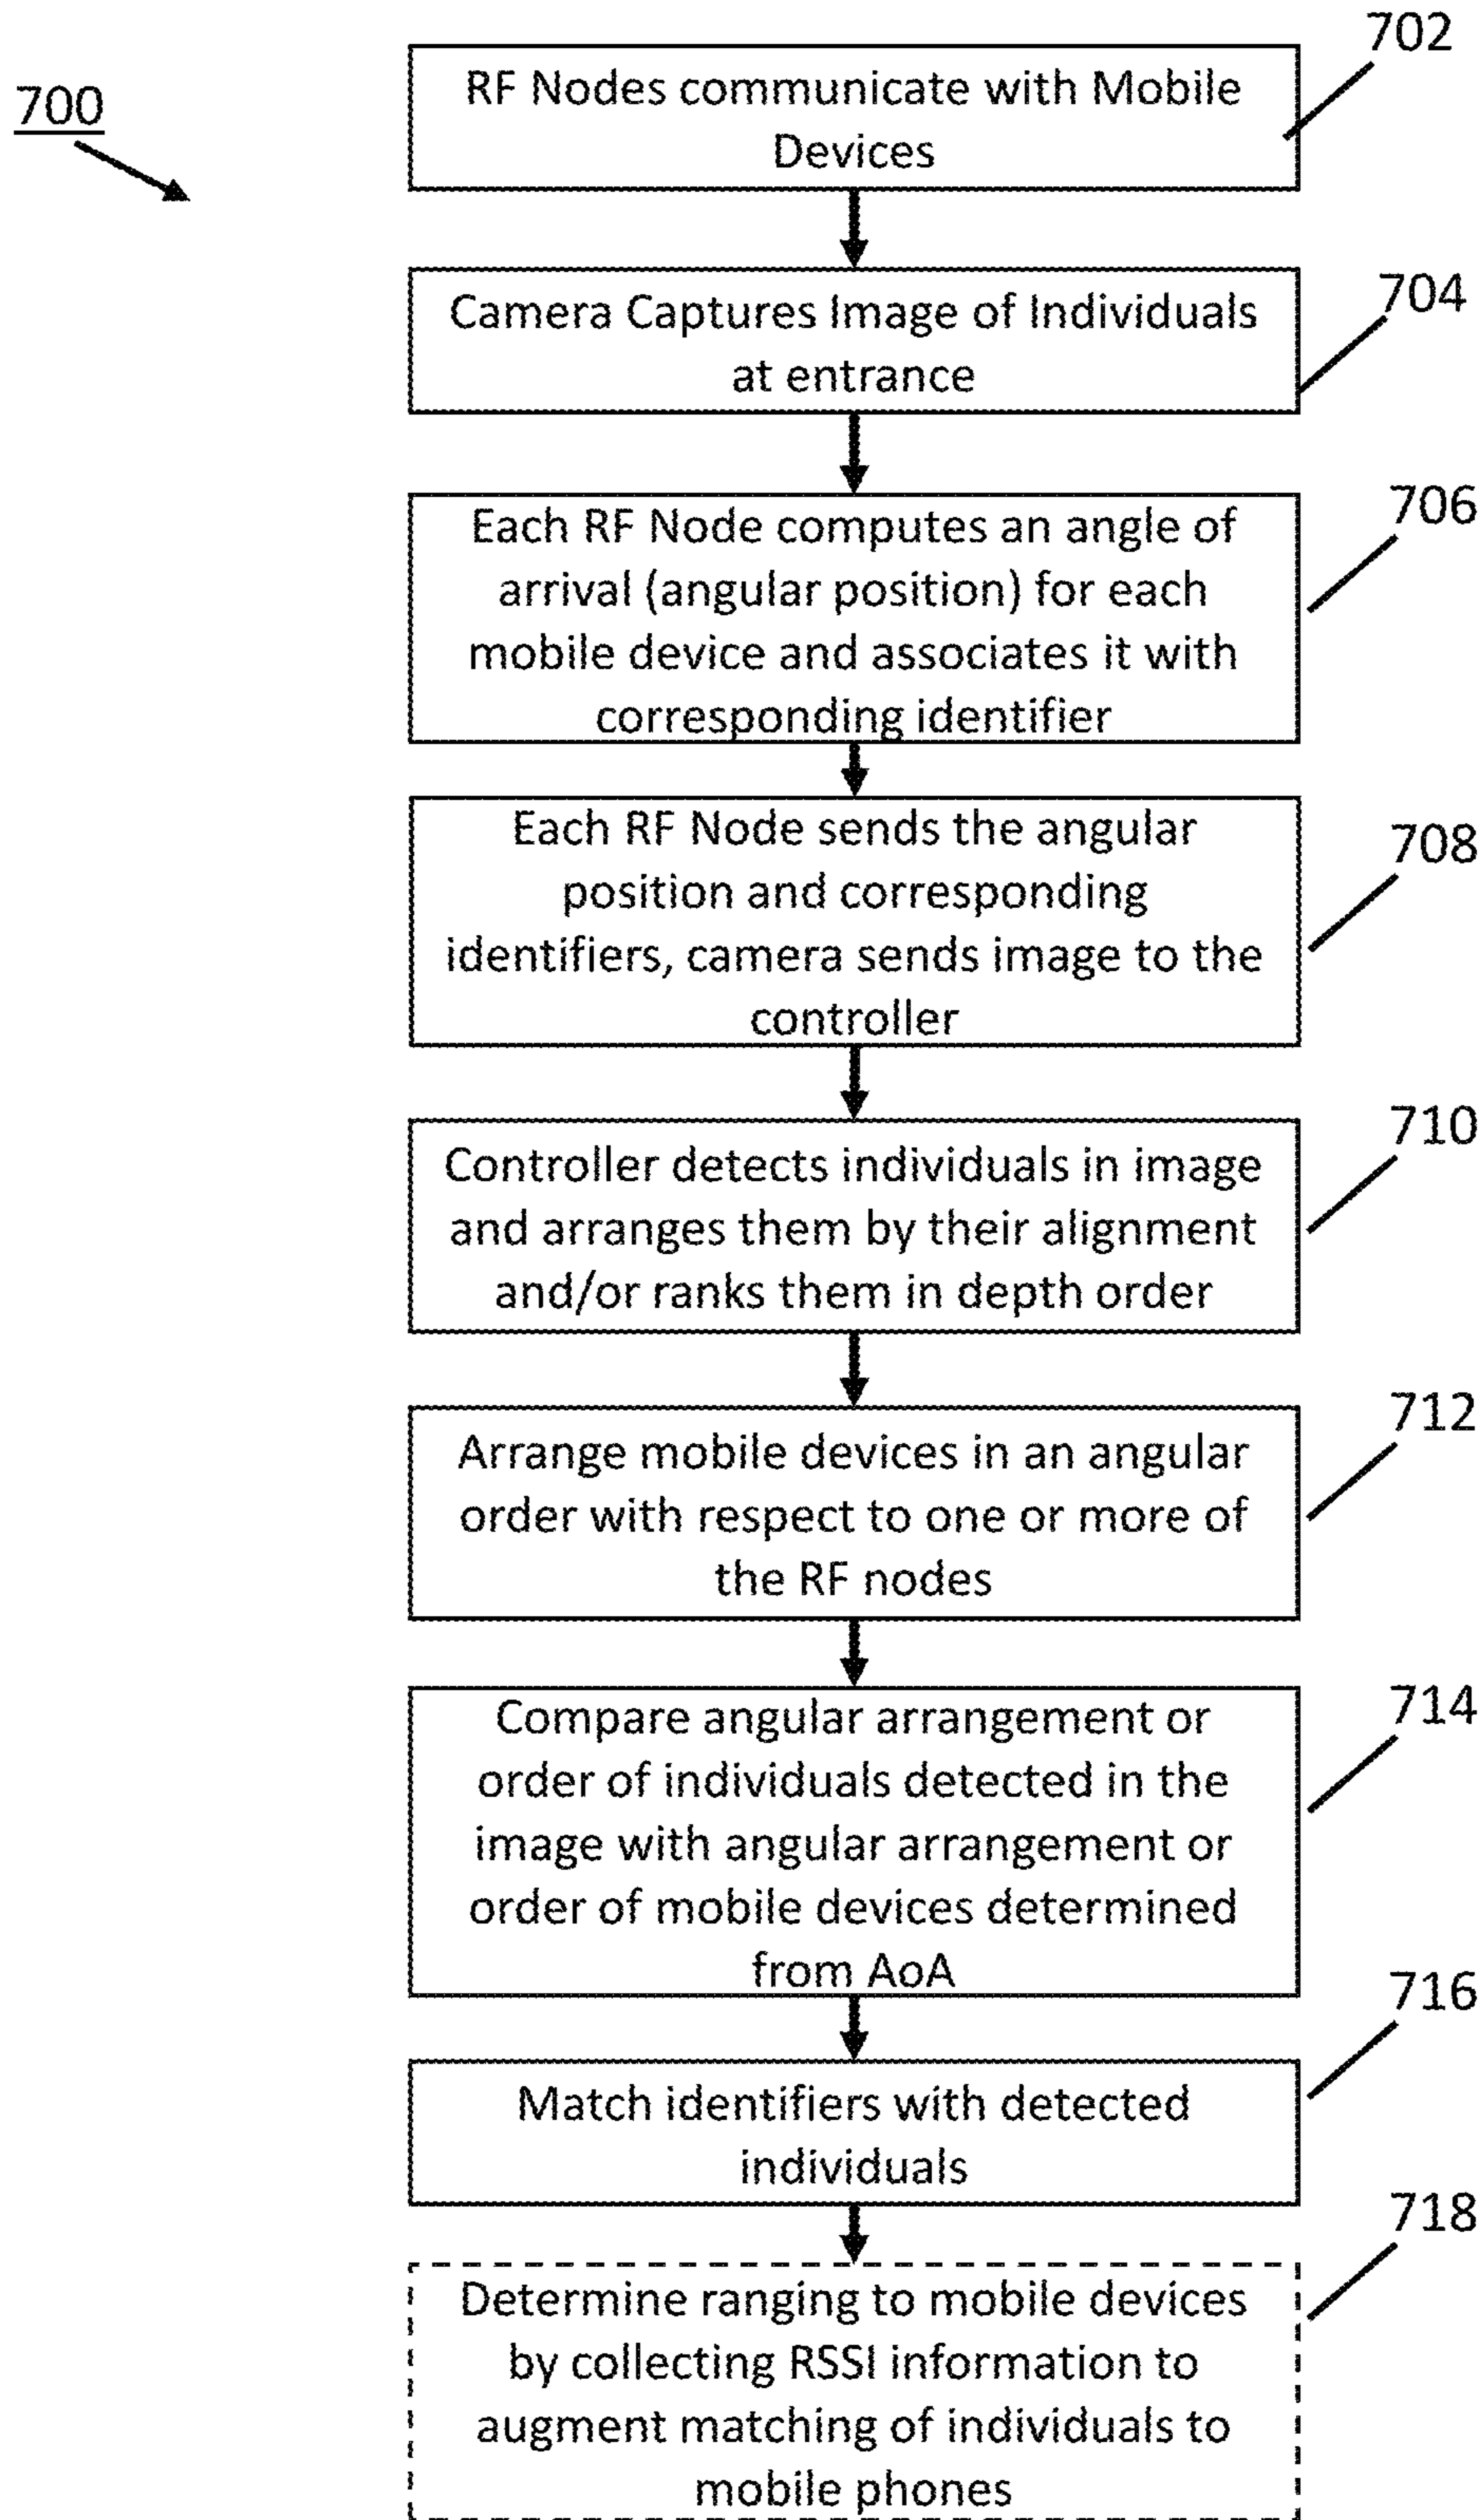 702
700
RF Nodes communicate with Mobile
Devices
704
Camera Captures Image of Individuals
at entrance
706
Each RF Node computes an angle of
arrival (angular position) for each
mobile device and associates it with
corresponding identifier
708
Each RF Node sends the angular
position and corresponding
identifiers, camera sends image to the
controller
710
Controller detects individuals in image
and arranges them by their alignment
and/or ranks them in depth order
712
Arrange mobile devices in an angular
order with respect to one or more of
the RF nodes
714
Compare angular arrangement or
order of individuals detected in the
image with angular arrangement or
order of mobile devices determined
from AoA
716
Match identifiers with detected
individuals
718
Determine ranging to mobile devices
by collecting RSSI information to
augment matching of individuals to
mobile phones